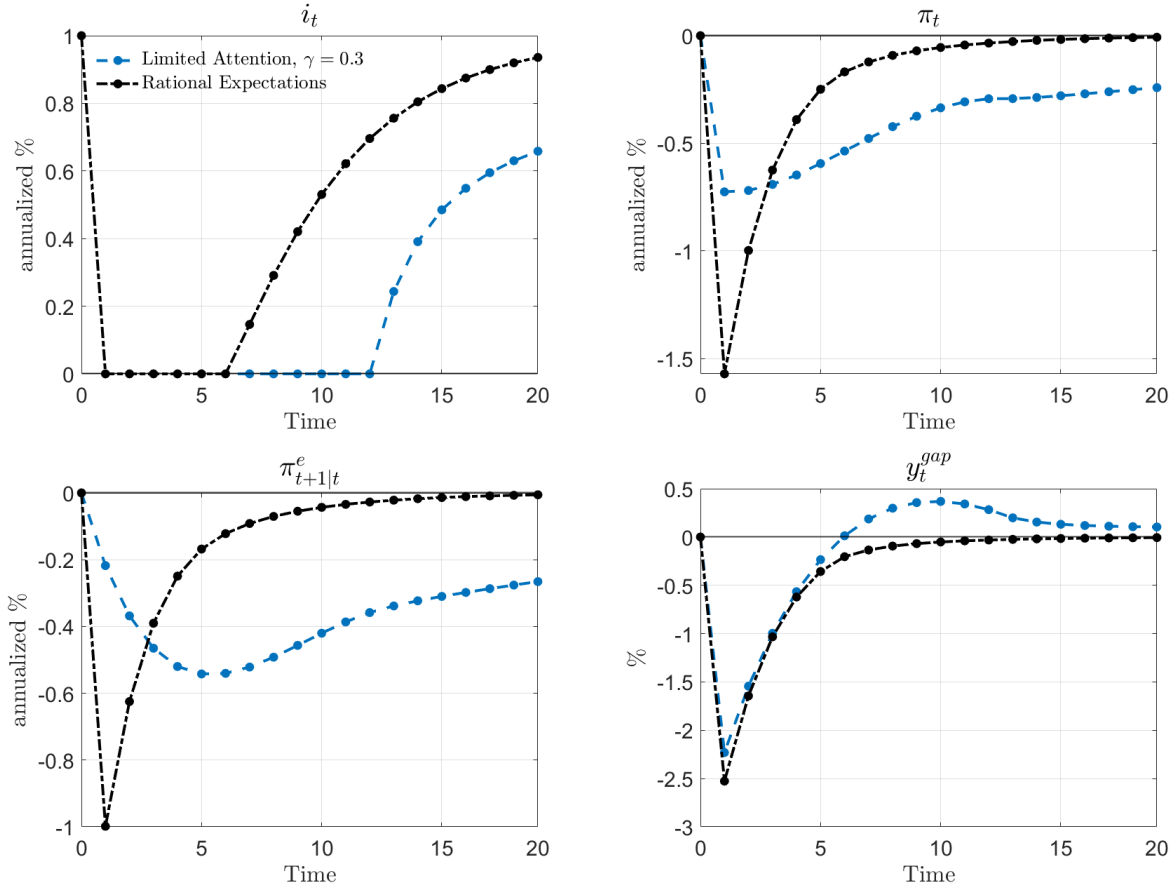 i_t
1
0.8
0.6
0.4
0.2
0
annualized %
Limited Attention, γ = 0.3
Rational Expectations
0 5 10 15 20
Time
π_t
0
-0.5
-1
-1.5
annualized %
0 5 10 15 20
Time
π^e_{t+1|t}
0
-0.2
-0.4
-0.6
-0.8
-1
annualized %
0 5 10 15 20
Time
y_t^{gap}
0.5
0
-0.5
-1
-1.5
-2
-2.5
-3
%
0 5 10 15 20
Time